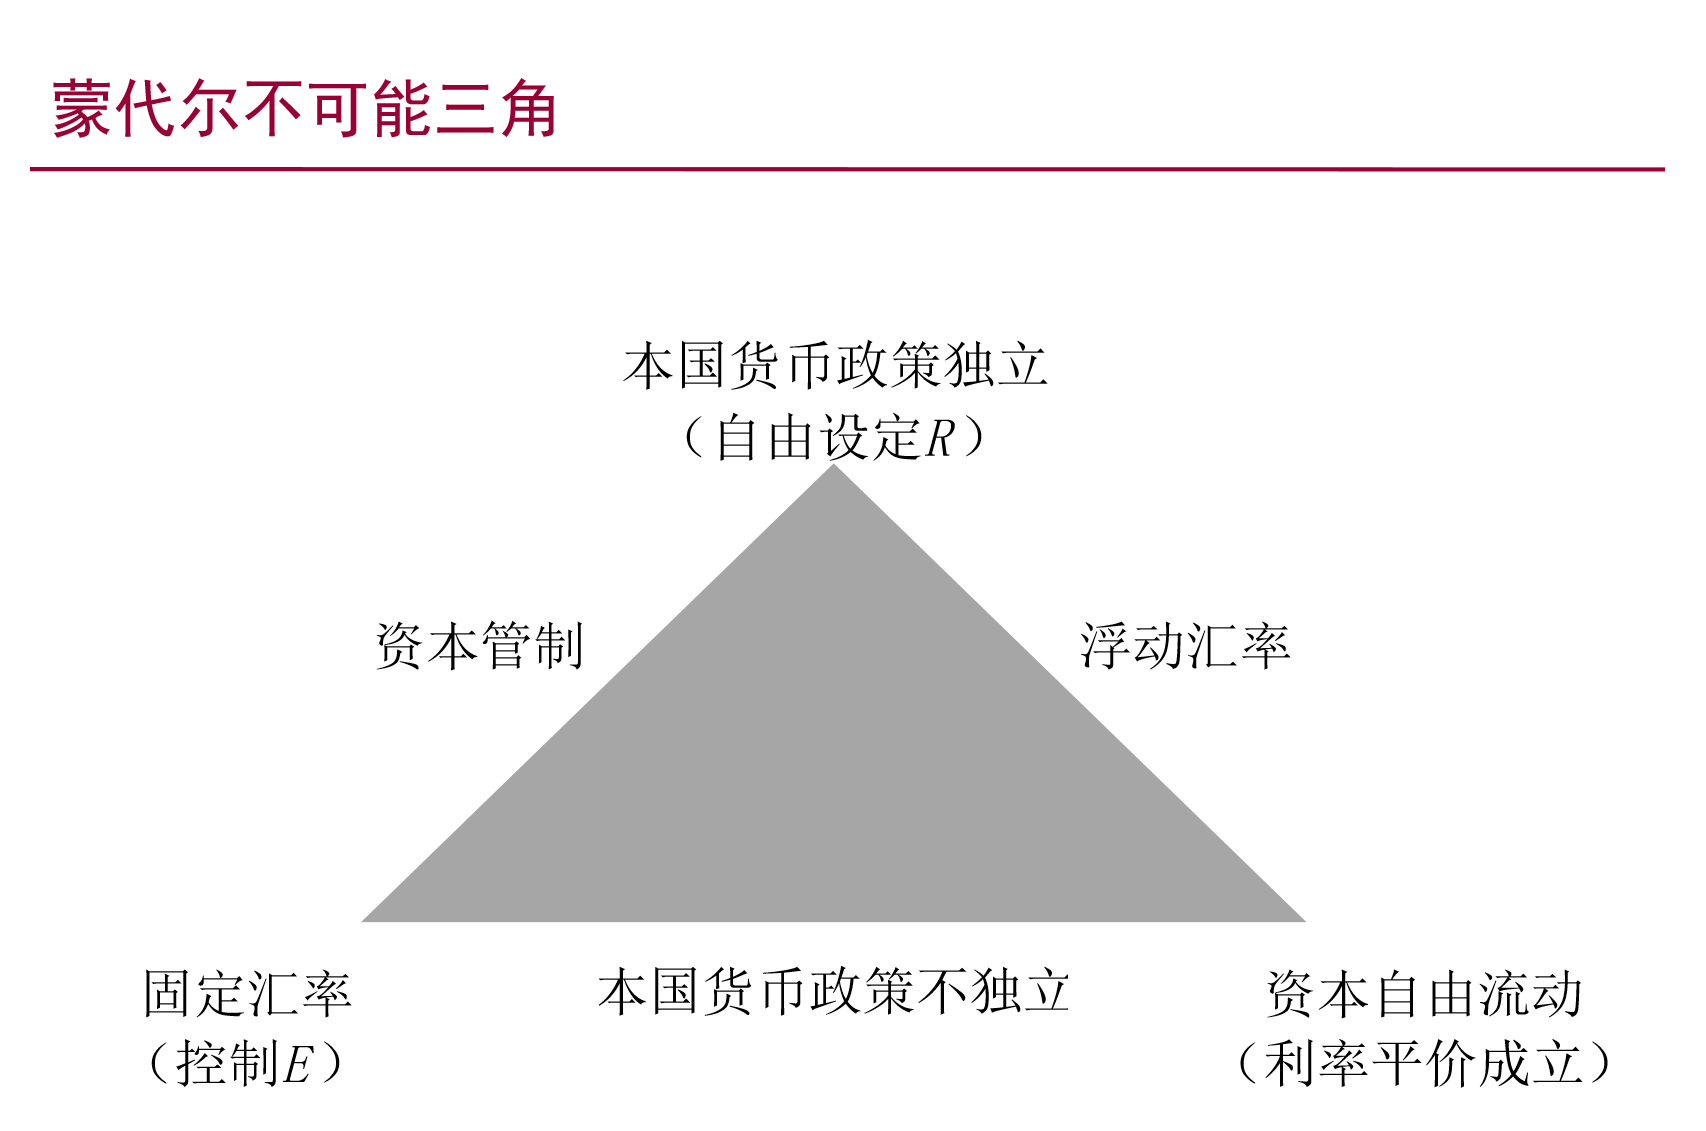 蒙代尔不可能三角
本国货币政策独立
（自由设定R）
资本管制
浮动汇率
固定汇率
（控制E）
本国货币政策不独立
资本自由流动
（利率平价成立）